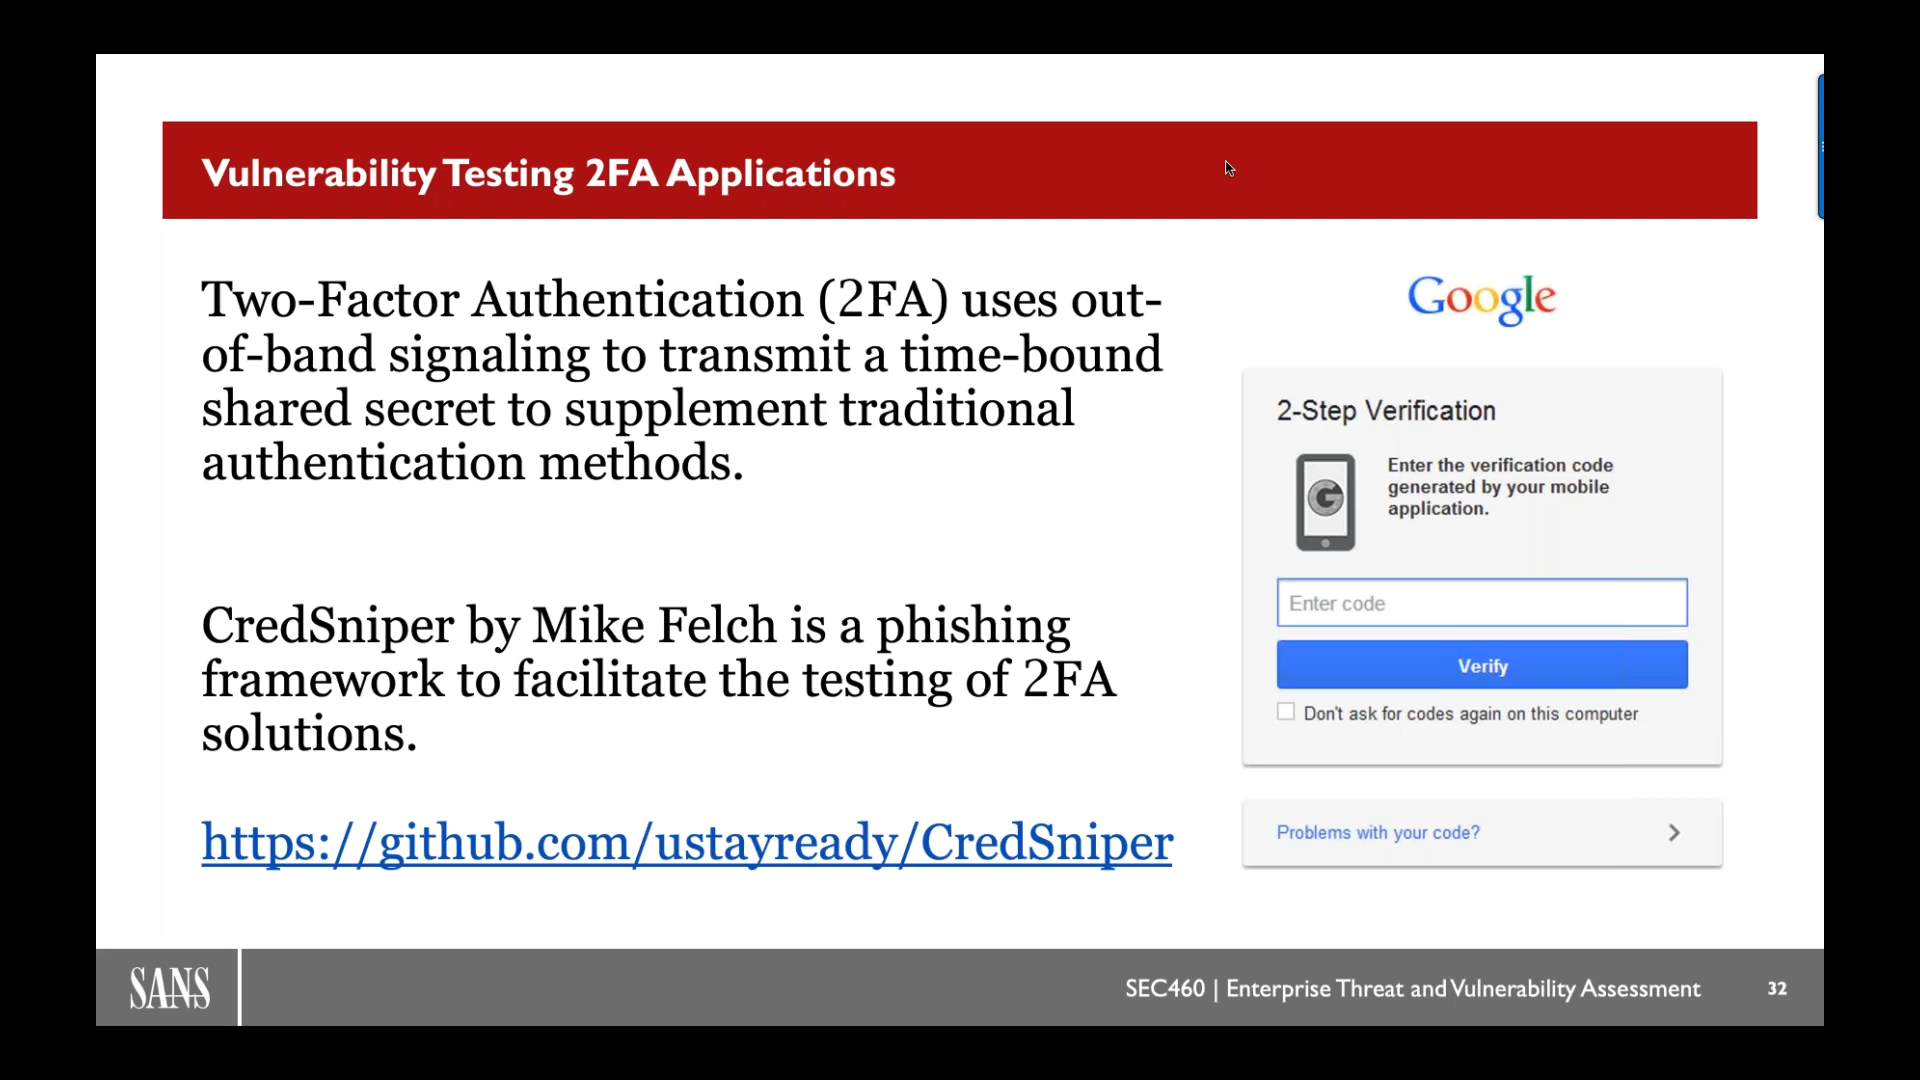 Vulnerability Testing 2FA Applications
Two-Factor Authentication (2FA) uses out-
of-band signaling to transmit a time-bound
shared secret to supplement traditional
authentication methods.
CredSniper by Mike Felch is a phishing
framework to facilitate the testing of 2FA
solutions.
https://github.com/ustayready/CredSniper
Google
2-Step Verification
Enter the verification code
generated by your mobile
application.
Enter code
Verify
Don't ask for codes again on this computer
Problems with your code?
SANS
SEC460 | Enterprise Threat and Vulnerability Assessment
32